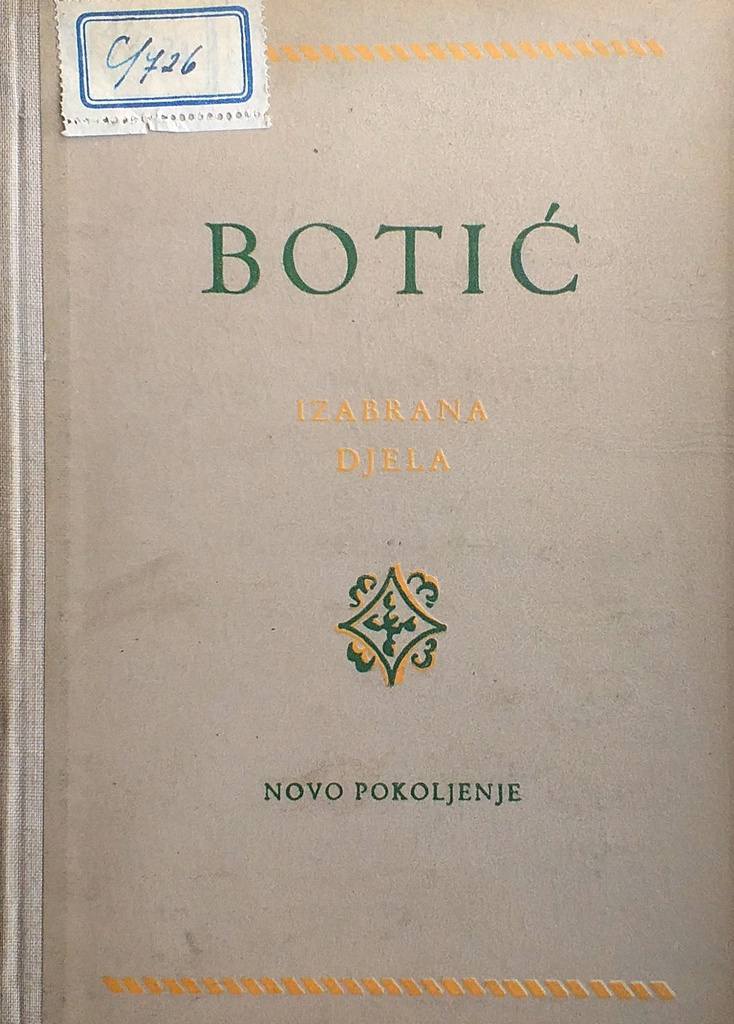 C/726
BOTIĆ
IZABRANA
DJELA
NOVO POKOLJENJE